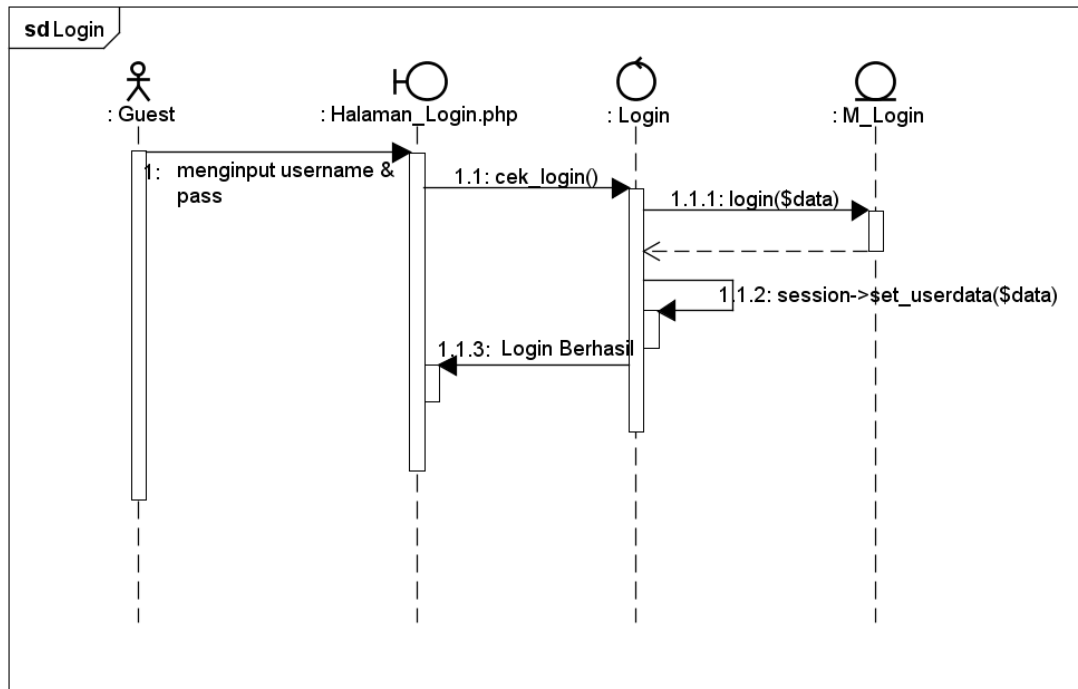 sd Login
: Guest
: Halaman_Login.php
: Login
: M_Login
1: menginput username &
pass
1.1: cek_login()
1.1.1: login($data)
1.1.2: session->set_userdata($data)
1.1.3: Login Berhasil